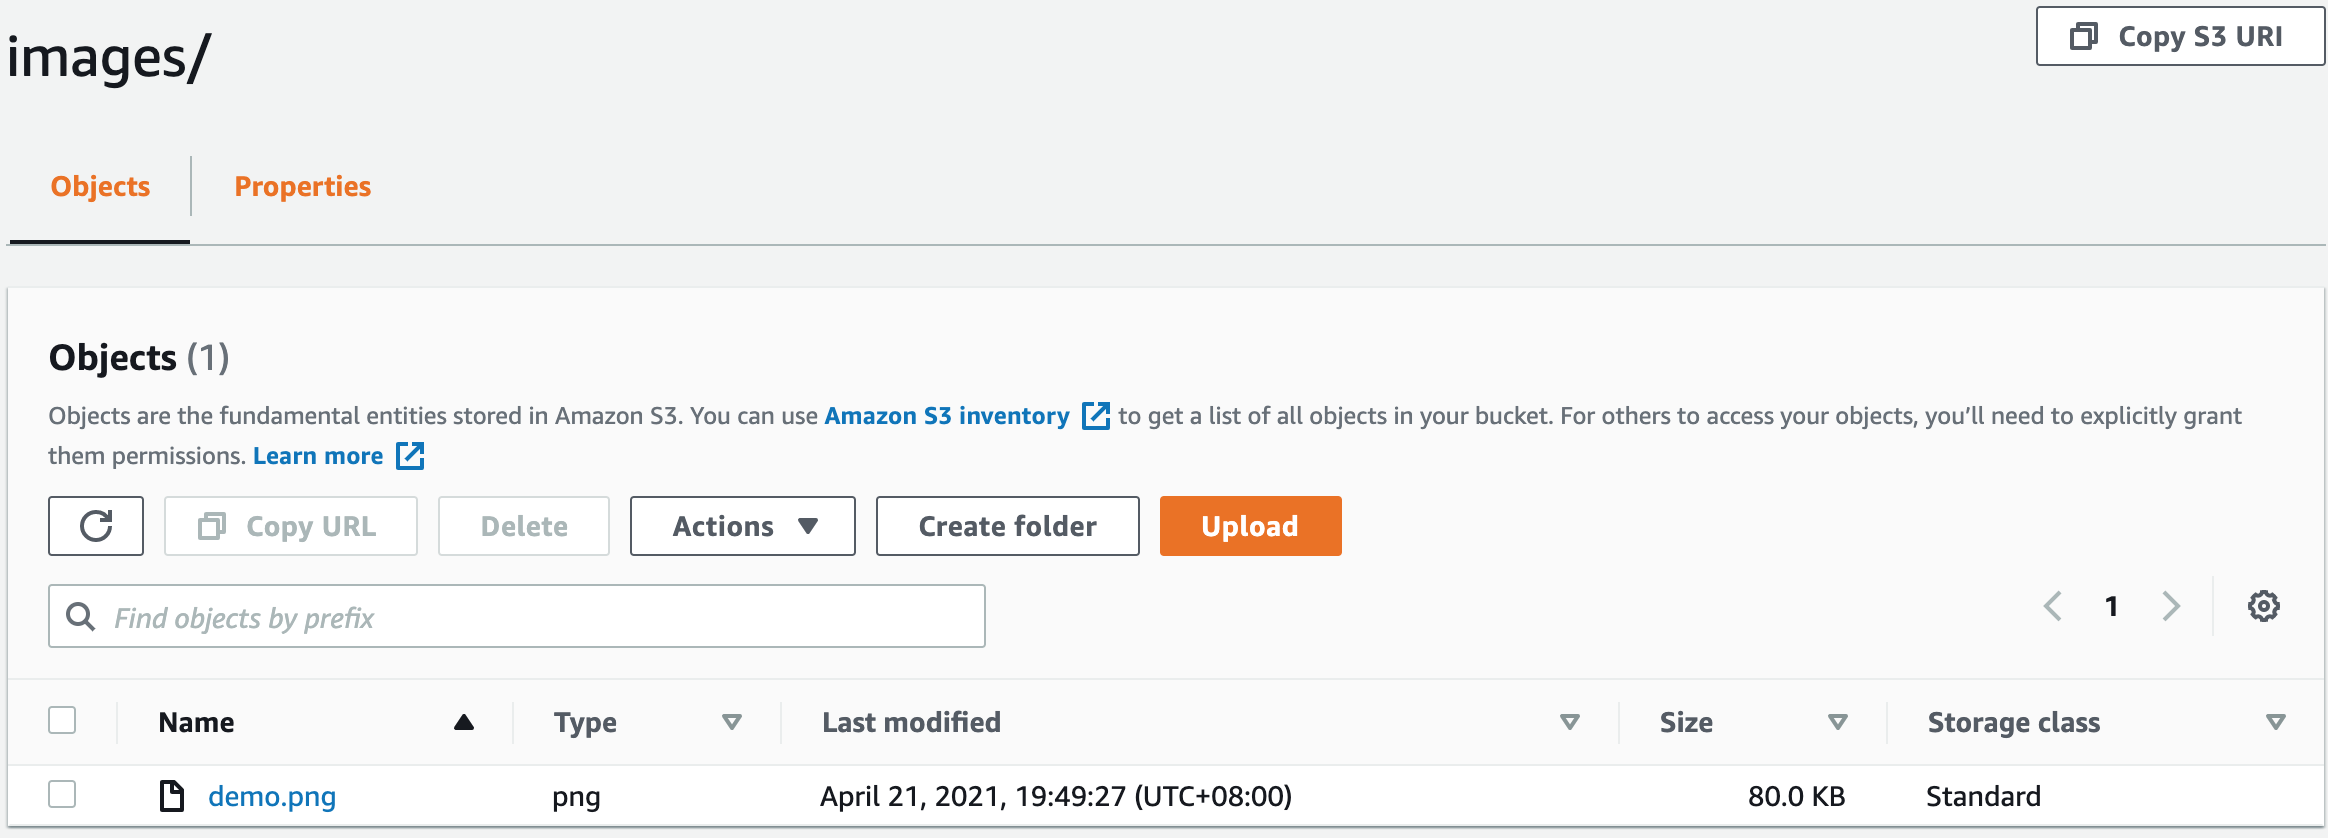 images/
Copy S3 URI
Objects
Properties
Objects (1)
Objects are the fundamental entities stored in Amazon S3. You can use Amazon S3 inventory to get a list of all objects in your bucket. For others to access your objects, you’ll need to explicitly grant
them permissions. Learn more
Copy URL
Delete
Actions
Create folder
Upload
Find objects by prefix
1
Name
Type
Last modified
Size
Storage class
demo.png
png
April 21, 2021, 19:49:27 (UTC+08:00)
80.0 KB
Standard